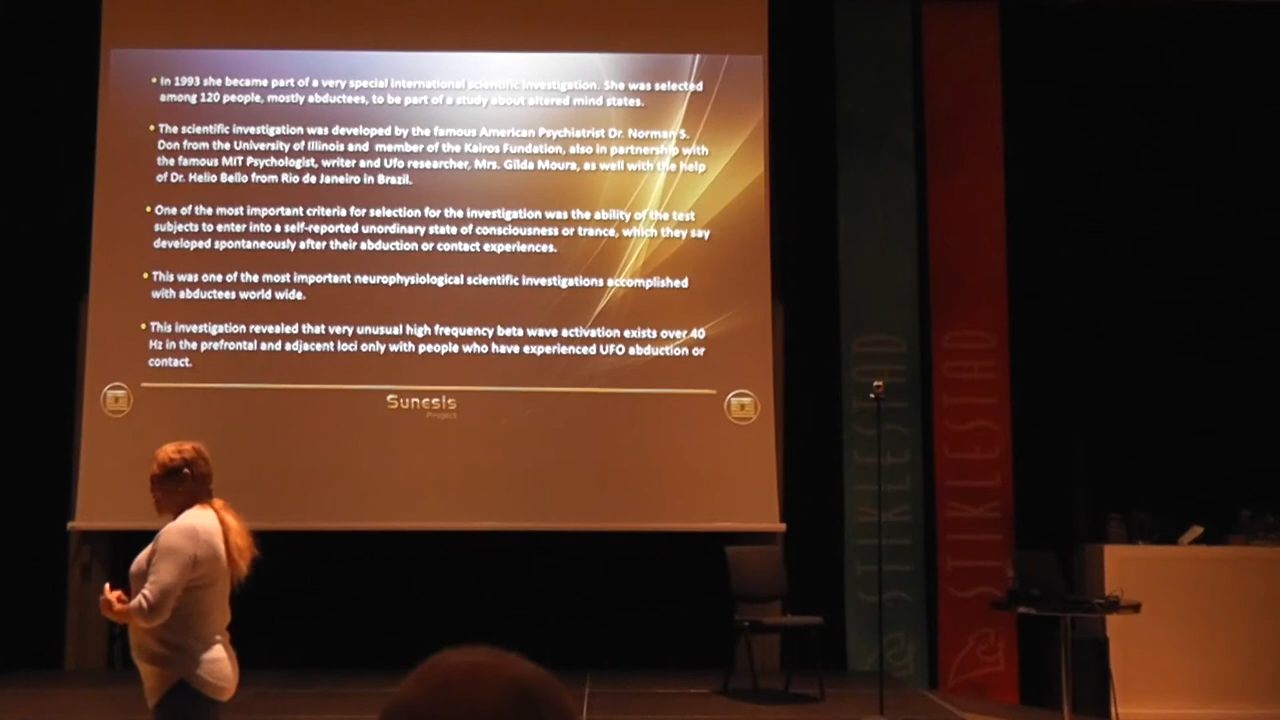 • In 1993 she became part of a very special international scientific investigation. She was selected
among 120 people, mostly abductees, to be part of a study about altered mind states.
• The scientific investigation was developed by the famous American Psychiatrist Dr. Norman S.
Don from the University of Illinois and member of the Kairos Fundation, also in partnership with
the famous MIT Psychologist, writer and Ufo researcher, Mrs. Gilda Moura, as well with the help
of Dr. Helio Bello from Rio de Janeiro in Brazil.
• One of the most important criteria for selection for the investigation was the ability of the test
subjects to enter into a self-reported unordinary state of consciousness or trance, which they say
developed spontaneously after their abduction or contact experiences.
• This was one of the most important neurophysiological scientific investigations accomplished
with abductees world wide.
• This investigation revealed that very unusual high frequency beta wave activation exists over 40
Hz in the prefrontal and adjacent loci only with people who have experienced UFO abduction or
contact.
Sunesis
Project
STIKLESTAD
STIKLESTAD